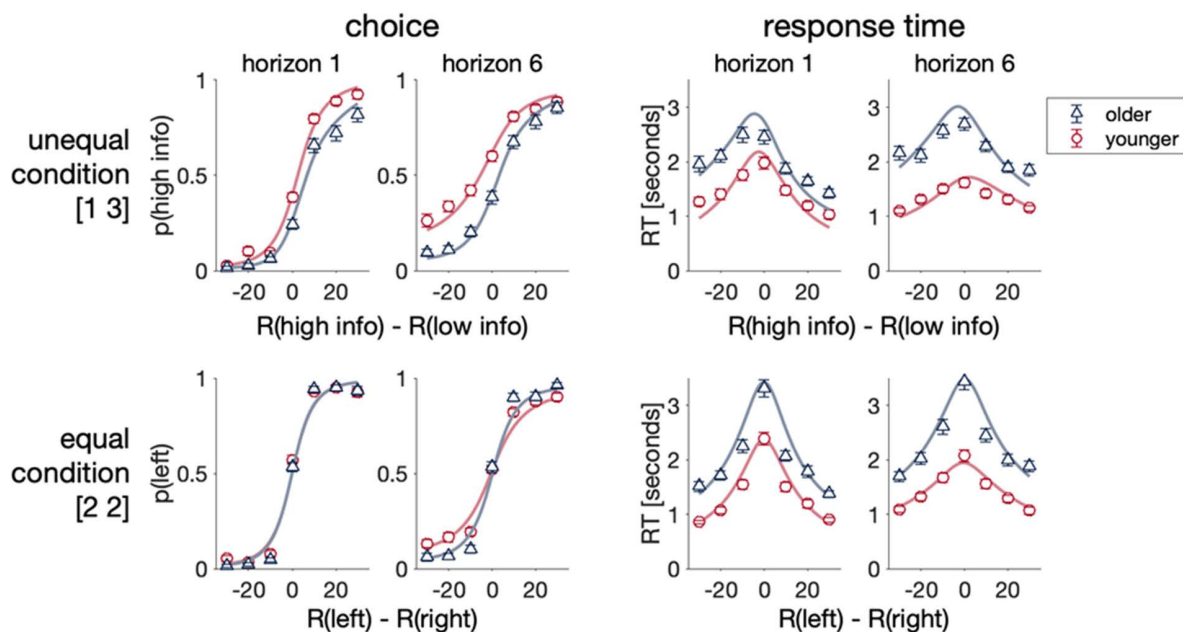 choice
response time
horizon 1
horizon 6
horizon 1
horizon 6
unequal
condition
[1 3]
p(high info)
1
0.5
0
-20 0 20
1
0.5
0
-20 0 20
R(high info) - R(low info)
RT [seconds]
3
2
1
0
-20 0 20
3
2
1
0
-20 0 20
R(high info) - R(low info)
older
younger
equal
condition
[2 2]
p(left)
1
0.5
0
-20 0 20
1
0.5
0
-20 0 20
R(left) - R(right)
RT [seconds]
3
2
1
0
-20 0 20
3
2
1
0
-20 0 20
R(left) - R(right)